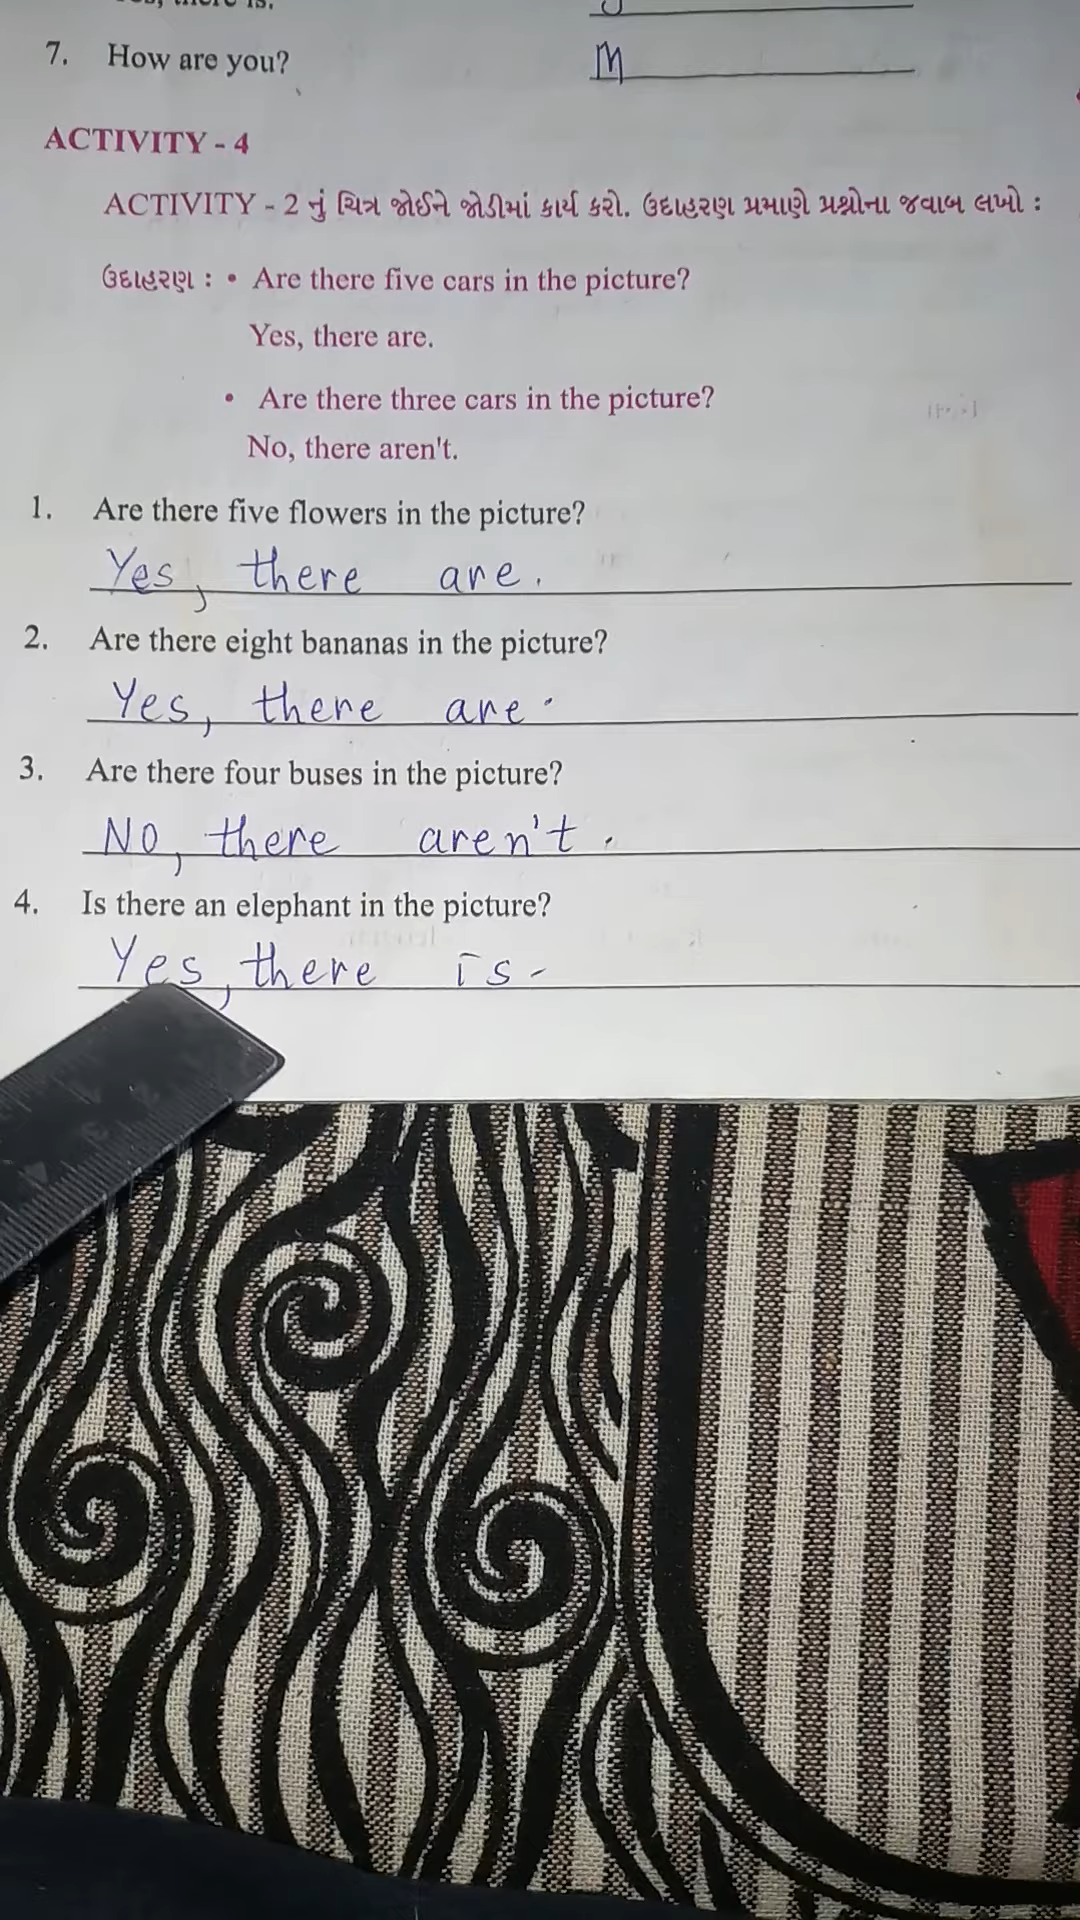 7. How are you? M
ACTIVITY - 4
ACTIVITY - 2 નું ચિત્ર જોઈને જોડીમાં કાર્ય કરો. ઉદાહરણ પ્રમાણે પ્રશ્નોના જવાબ લખો :
ઉદાહરણ : • Are there five cars in the picture?
Yes, there are.
• Are there three cars in the picture?
No, there aren't.
1. Are there five flowers in the picture?
Yes, there are.
2. Are there eight bananas in the picture?
Yes, there are.
3. Are there four buses in the picture?
No, there aren't.
4. Is there an elephant in the picture?
Yes, there is-